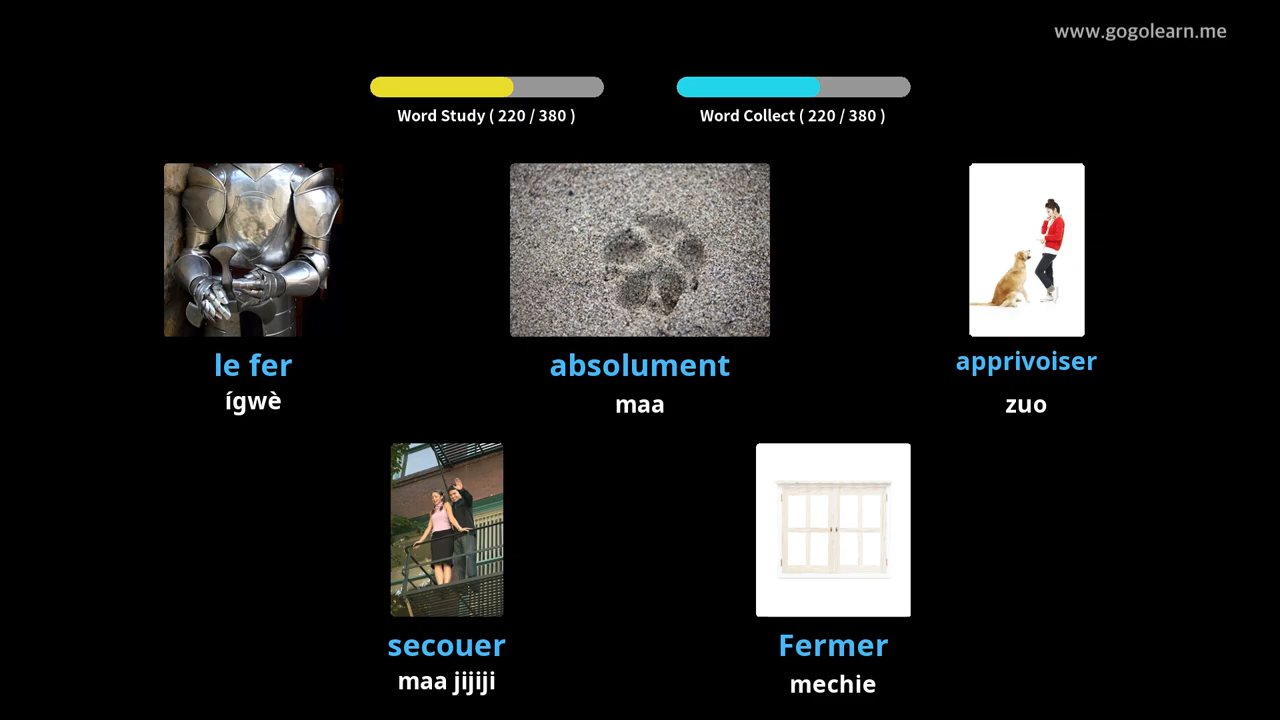 www.gogolearn.me
Word Study ( 220 / 380 )
Word Collect ( 220 / 380 )
le fer
ígwè
absolument
maa
apprivoiser
zuo
secouer
maa jijiji
Fermer
mechie